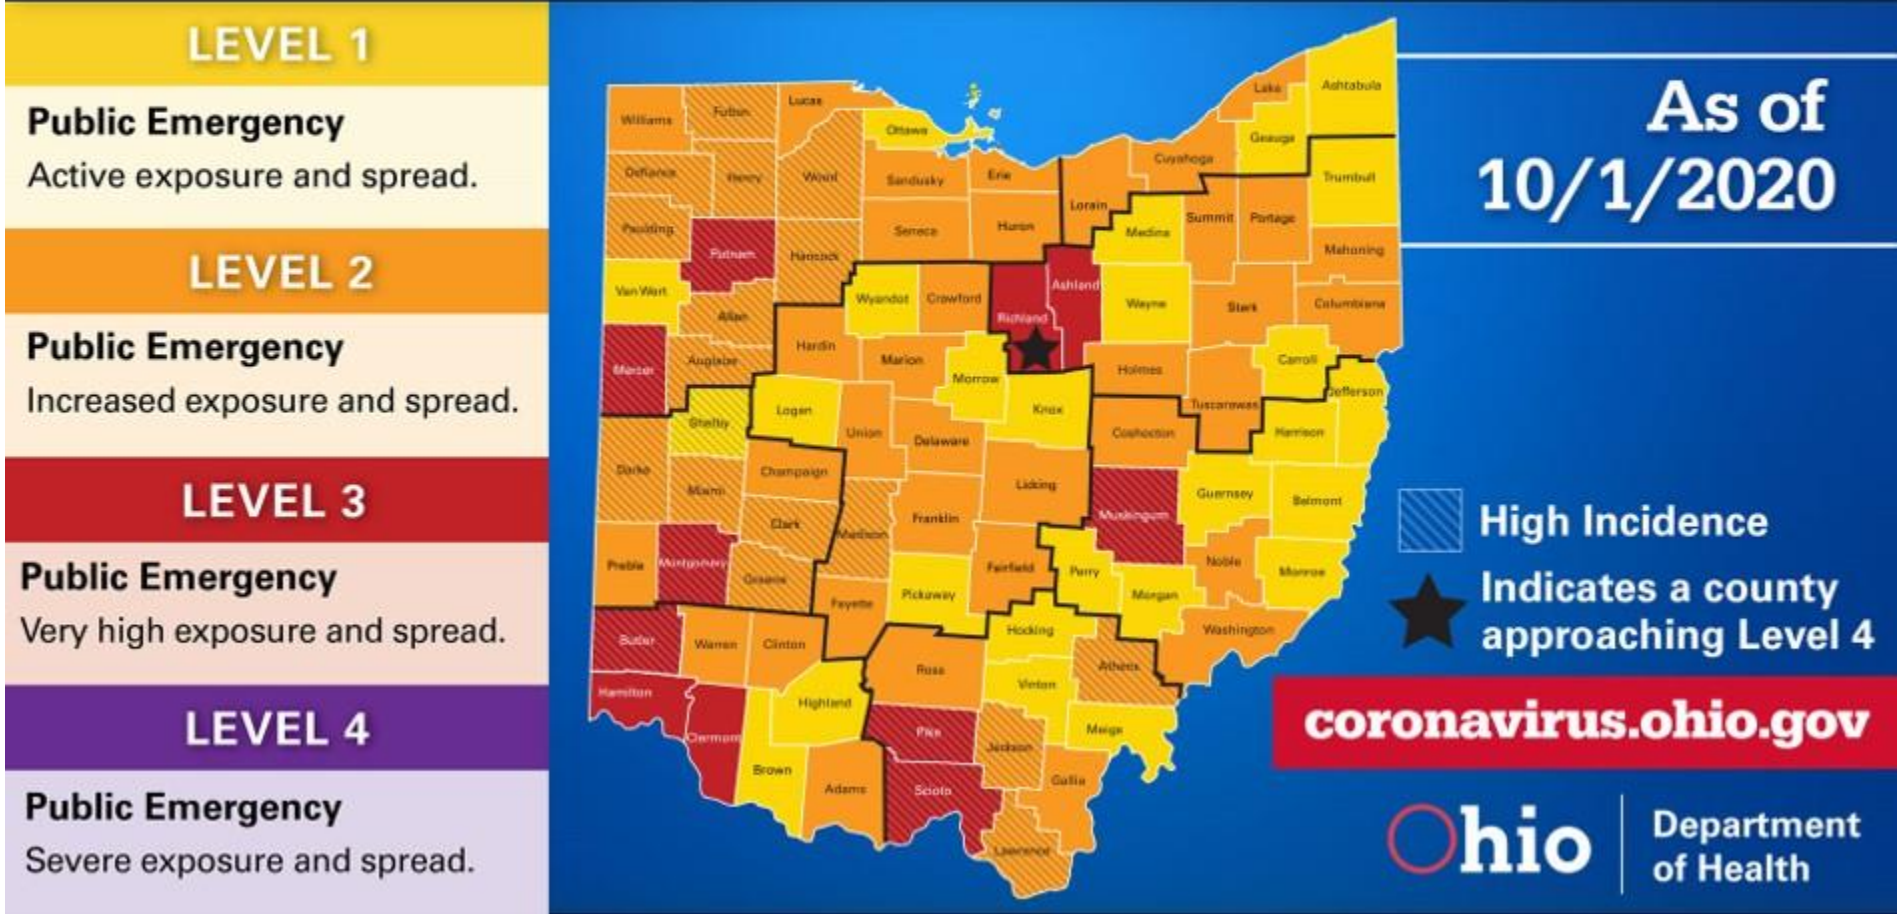 LEVEL 1
Public Emergency
Active exposure and spread.
LEVEL 2
Public Emergency
Increased exposure and spread.
LEVEL 3
Public Emergency
Very high exposure and spread.
LEVEL 4
Public Emergency
Severe exposure and spread.
Williams
Fulton
Lucas
Ottawa
Lake
Ashtabula
Geauga
Cuyahoga
Defiance
Henry
Wood
Sandusky
Erie
Lorain
Trumbull
Paulding
Putnam
Hancock
Seneca
Huron
Medina
Summit
Portage
Mahoning
Van Wert
Allen
Wyandot
Crawford
Richland
Ashland
Wayne
Stark
Columbiana
Mercer
Auglaize
Hardin
Marion
Morrow
Holmes
Carroll
Jefferson
Shelby
Logan
Union
Delaware
Knox
Coshocton
Tuscarawas
Harrison
Darke
Miami
Champaign
Clark
Madison
Franklin
Licking
Muskingum
Guernsey
Belmont
Preble
Montgomery
Greene
Fayette
Pickaway
Fairfield
Perry
Morgan
Noble
Monroe
Butler
Warren
Clinton
Ross
Hocking
Athens
Washington
Hamilton
Clermont
Highland
Pike
Vinton
Meigs
Brown
Adams
Scioto
Jackson
Gallia
Lawrence
As of
10/1/2020
High Incidence
Indicates a county
approaching Level 4
coronavirus.ohio.gov
Ohio
Department
of Health